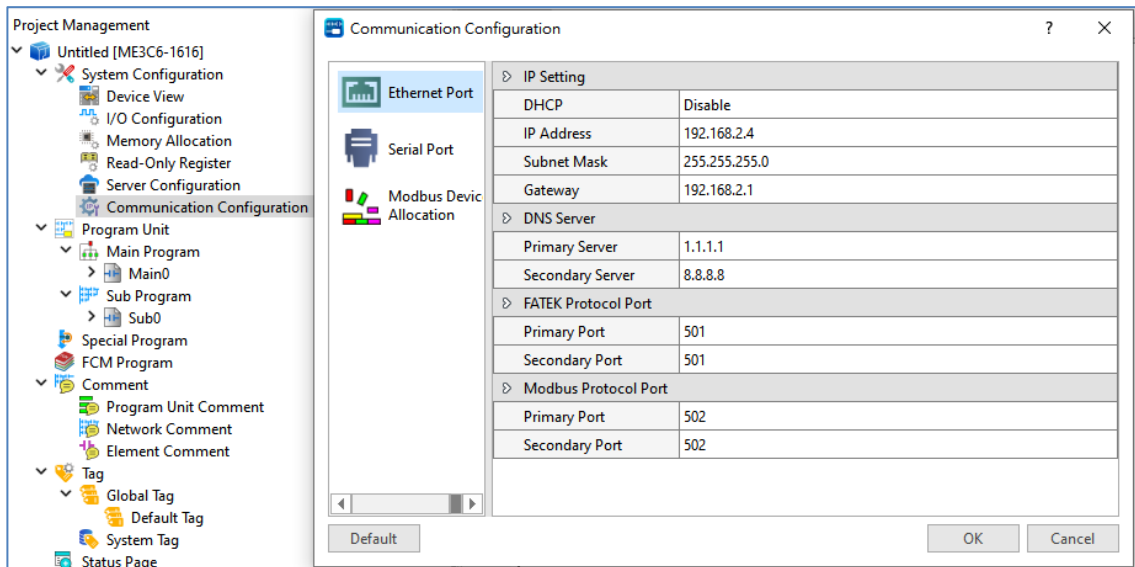 Project Management
Untitled [ME3C6-1616]
System Configuration
Device View
I/O Configuration
Memory Allocation
Read-Only Register
Server Configuration
Communication Configuration
Program Unit
Main Program
Main0
Sub Program
Sub0
Special Program
FCM Program
Comment
Program Unit Comment
Network Comment
Element Comment
Tag
Global Tag
Default Tag
System Tag
Status Page
Communication Configuration
?
Ethernet Port
Serial Port
Modbus Devic
Allocation
IP Setting
DHCP Disable
IP Address 192.168.2.4
Subnet Mask 255.255.255.0
Gateway 192.168.2.1
DNS Server
Primary Server 1.1.1.1
Secondary Server 8.8.8.8
FATEK Protocol Port
Primary Port 501
Secondary Port 501
Modbus Protocol Port
Primary Port 502
Secondary Port 502
Default
OK
Cancel